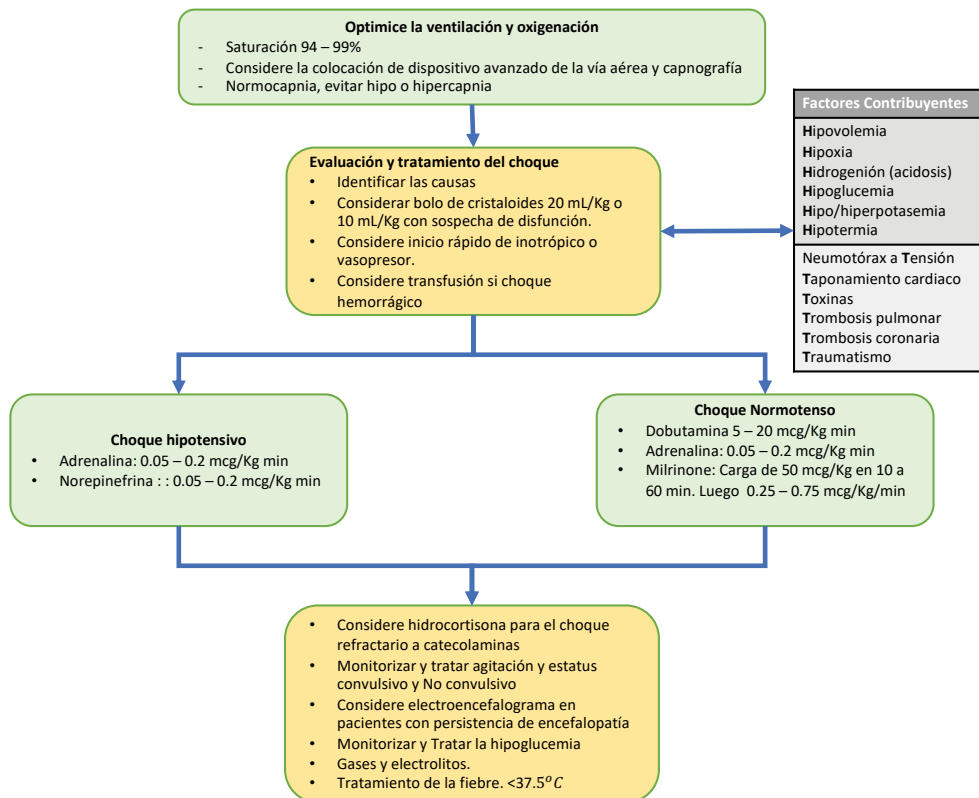 Optimice la ventilación y oxigenación
- Saturación 94 – 99%
- Considere la colocación de dispositivo avanzado de la vía aérea y capnografía
- Normocapnia, evitar hipo o hipercapnia
Factores Contribuyentes
Hipovolemia
Hipoxia
Hidrogenión (acidosis)
Hipoglucemia
Hipo/hiperpotasemia
Hipotermia
Neumotórax a Tensión
Taponamiento cardiaco
Toxinas
Trombosis pulmonar
Trombosis coronaria
Traumatismo
Evaluación y tratamiento del choque
• Identificar las causas
• Considerar bolo de cristaloides 20 mL/Kg o
10 mL/Kg con sospecha de disfunción.
• Considere inicio rápido de inotrópico o
vasopresor.
• Considere transfusión si choque
hemorrágico
Choque hipotensivo
• Adrenalina: 0.05 – 0.2 mcg/Kg min
• Norepinefrina : : 0.05 – 0.2 mcg/Kg min
Choque Normotenso
• Dobutamina 5 – 20 mcg/Kg min
• Adrenalina: 0.05 – 0.2 mcg/Kg min
• Milrinone: Carga de 50 mcg/Kg en 10 a
60 min. Luego 0.25 – 0.75 mcg/Kg/min
• Considere hidrocortisona para el choque
refractario a catecolaminas
• Monitorizar y tratar agitación y estatus
convulsivo y No convulsivo
• Considere electroencefalograma en
pacientes con persistencia de encefalopatía
• Monitorizar y Tratar la hipoglucemia
• Gases y electrolitos.
• Tratamiento de la fiebre. <37.5°C